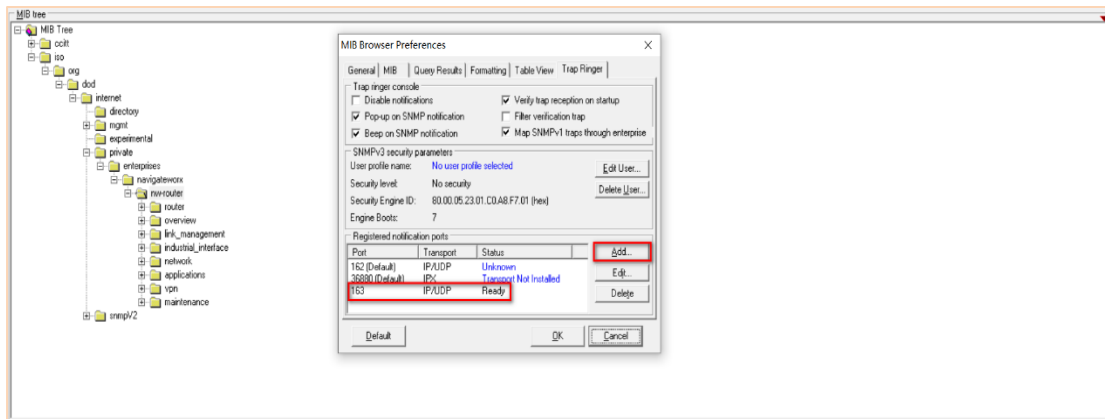 MIB tree
MIB Tree
ccitt
iso
org
dod
internet
directory
mgmt
experimental
private
enterprises
navigateworx
nw-router
router
overview
link_management
industrial_interface
network
applications
vpn
maintenance
snmpV2
MIB Browser Preferences
General MIB Query Results Formatting Table View Trap Ringer
Trap ringer console
Disable notifications Verify trap reception on startup
Pop-up on SNMP notification Filter verification trap
Beep on SNMP notification Map SNMPv1 traps through enterprise
SNMPv3 security parameters
User profile name: No user profile selected Edit User...
Security level: No security Delete User...
Security Engine ID: 80.00.05.23.01.C0.A8.F7.01 (hex)
Engine Boots: 7
Registered notification ports
Port Transport Status Add...
162 (Default) IP/UDP Unknown
36880 (Default) IPX Transport Not Installed Edit...
163 IP/UDP Ready Delete
Default OK Cancel